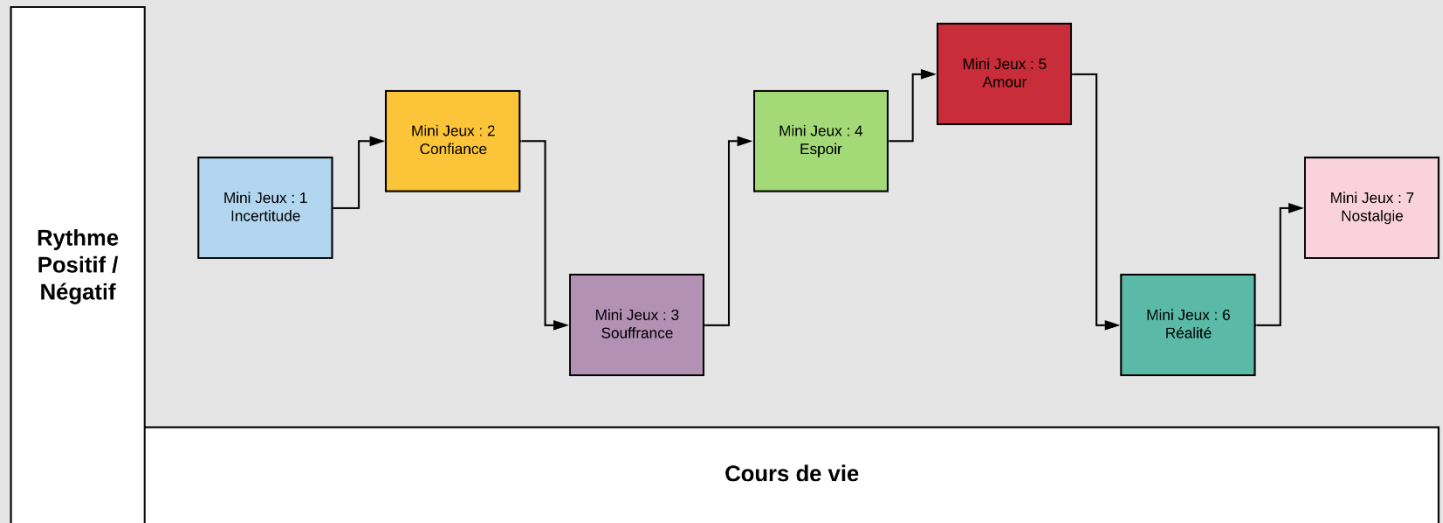 Rythme
Positif /
Négatif
Mini Jeux : 1
Incertitude
Mini Jeux : 2
Confiance
Mini Jeux : 3
Souffrance
Mini Jeux : 4
Espoir
Mini Jeux : 5
Amour
Mini Jeux : 6
Réalité
Mini Jeux : 7
Nostalgie
Cours de vie